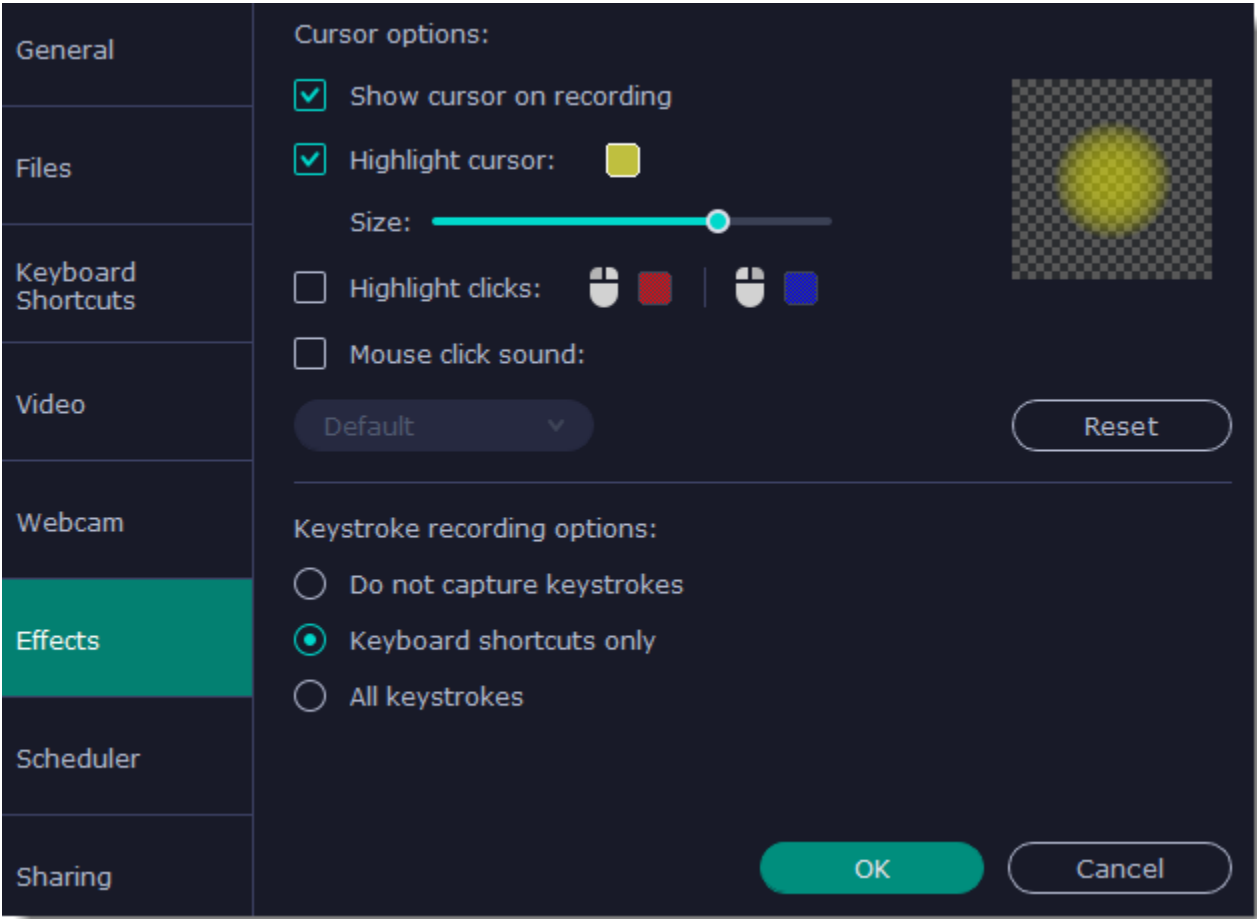 General
Files
Keyboard
Shortcuts
Video
Webcam
Effects
Scheduler
Sharing
Cursor options:
Show cursor on recording
Highlight cursor:
Size:
Highlight clicks:
Mouse click sound:
Default
Reset
Keystroke recording options:
Do not capture keystrokes
Keyboard shortcuts only
All keystrokes
OK
Cancel